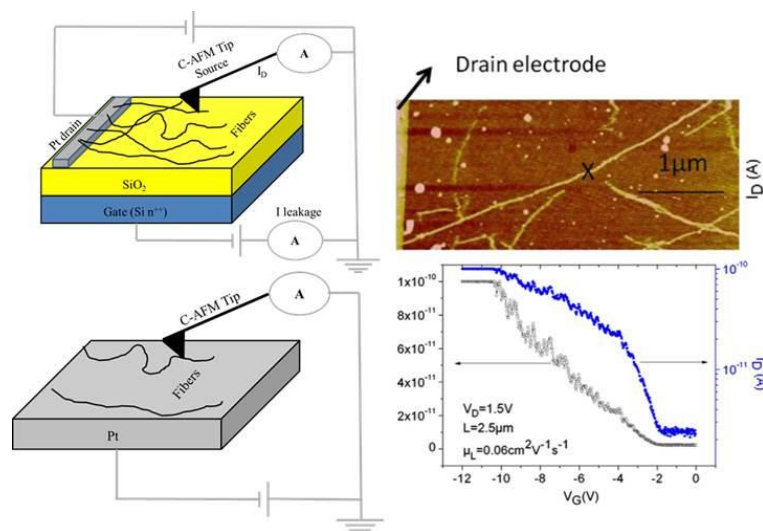 C-AFM Tip
Source
I_D
A
Pt drain
Fibers
SiO₂
Gate (Si n⁺⁺)
I leakage
A
C-AFM Tip
A
Fibers
Pt
Drain electrode
X
1μm
I_D (A)
1x10⁻¹⁰
8x10⁻¹¹
6x10⁻¹¹
4x10⁻¹¹
2x10⁻¹¹
0
10⁻¹⁰
10⁻¹¹
I_D(A)
V_D=1.5V
L=2.5μm
μ_L=0.06cm²V⁻¹s⁻¹
-12 -10 -8 -6 -4 -2 0
V_G(V)